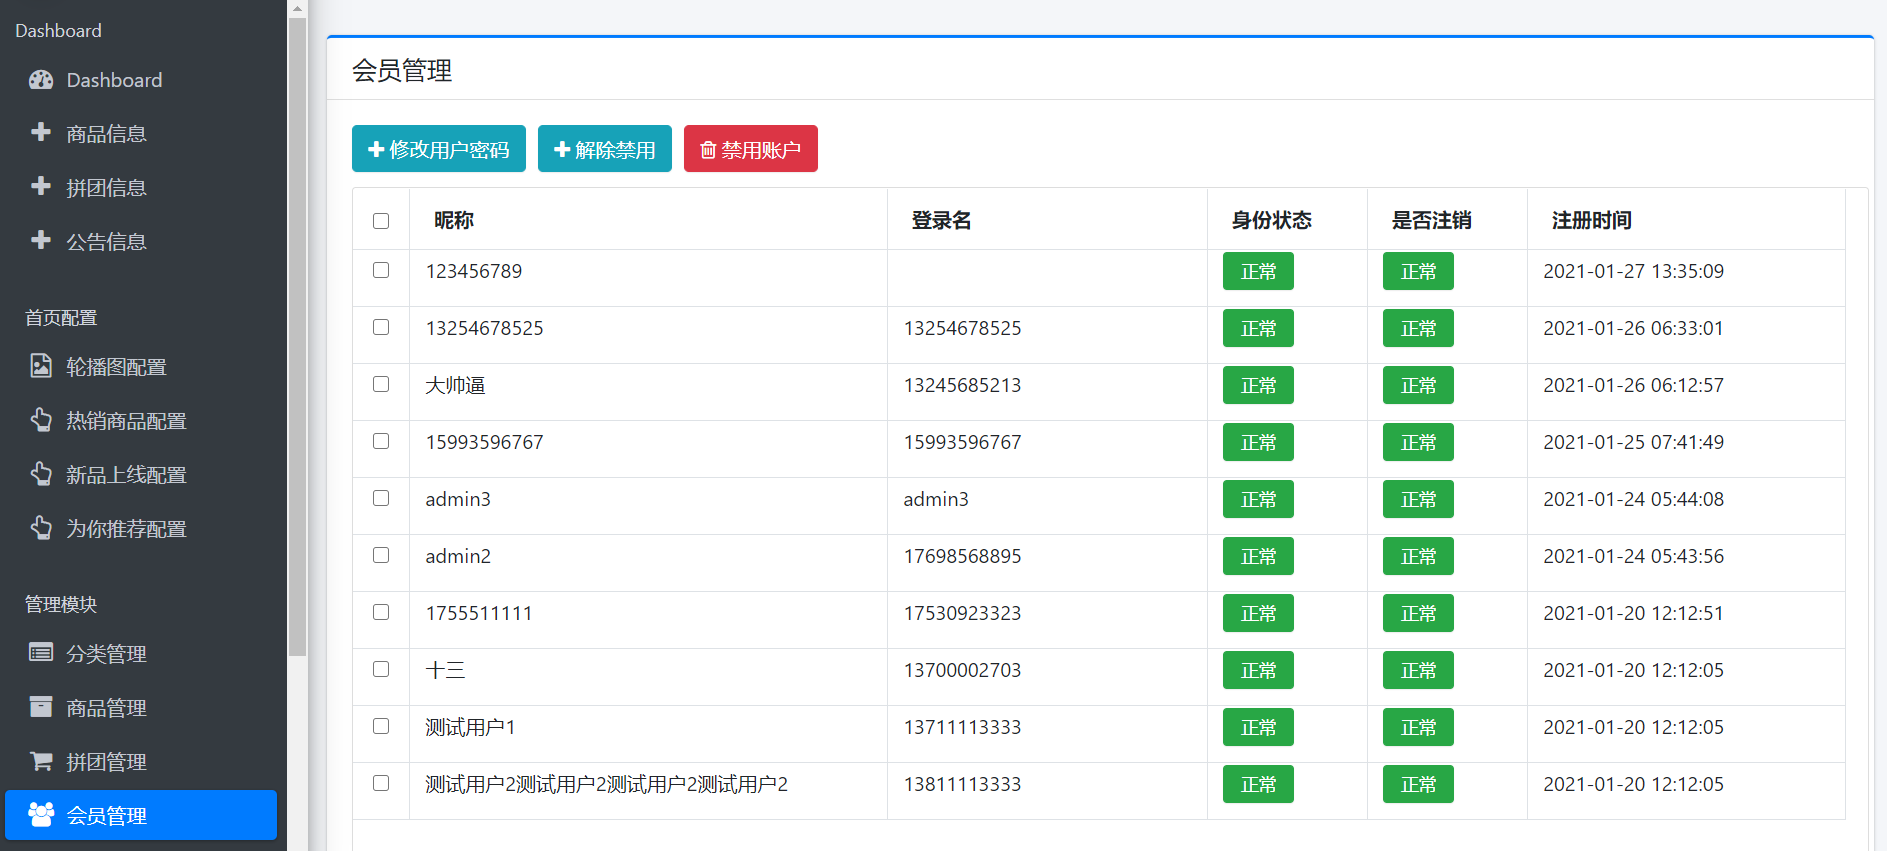 Dashboard
Dashboard
商品信息
拼团信息
公告信息
首页配置
轮播图配置
热销商品配置
新品上线配置
为你推荐配置
管理模块
分类管理
商品管理
拼团管理
会员管理
会员管理
修改用户密码 解除禁用 禁用账户
昵称 登录名 身份状态 是否注销 注册时间
123456789 正常 正常 2021-01-27 13:35:09
13254678525 13254678525 正常 正常 2021-01-26 06:33:01
大帅逼 13245685213 正常 正常 2021-01-26 06:12:57
15993596767 15993596767 正常 正常 2021-01-25 07:41:49
admin3 admin3 正常 正常 2021-01-24 05:44:08
admin2 17698568895 正常 正常 2021-01-24 05:43:56
1755511111 17530923323 正常 正常 2021-01-20 12:12:51
十三 13700002703 正常 正常 2021-01-20 12:12:05
测试用户1 13711113333 正常 正常 2021-01-20 12:12:05
测试用户2测试用户2测试用户2测试用户2 13811113333 正常 正常 2021-01-20 12:12:05